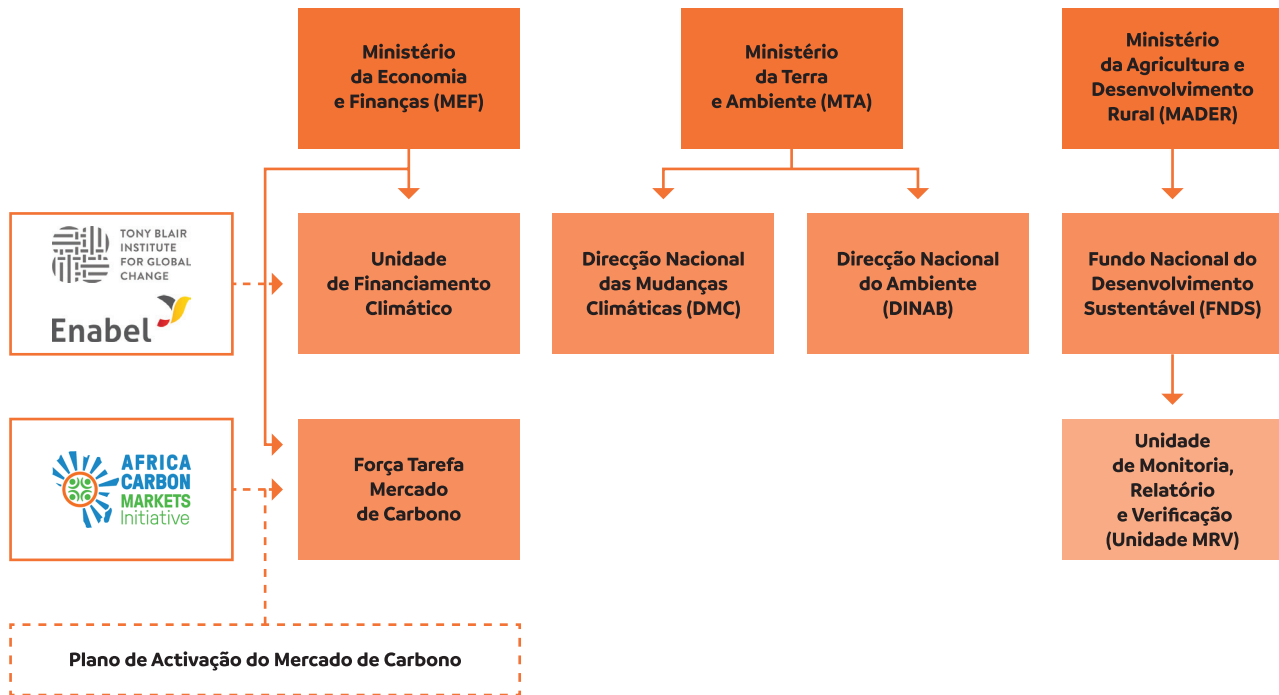 Ministério
da Economia
e Finanças (MEF)
Ministério
da Terra
e Ambiente (MTA)
Ministério
da Agricultura e
Desenvolvimento
Rural (MADER)
TONY BLAIR
INSTITUTE
FOR GLOBAL
CHANGE
Enabel
Unidade
de Financiamento
Climático
Direcção Nacional
das Mudanças
Climáticas (DMC)
Direcção Nacional
do Ambiente
(DINAB)
Fundo Nacional do
Desenvolvimento
Sustentável (FNDS)
AFRICA
CARBON
MARKETS
Initiative
Força Tarefa
Mercado
de Carbono
Unidade
de Monitoria,
Relatório
e Verificação
(Unidade MRV)
Plano de Activação do Mercado de Carbono